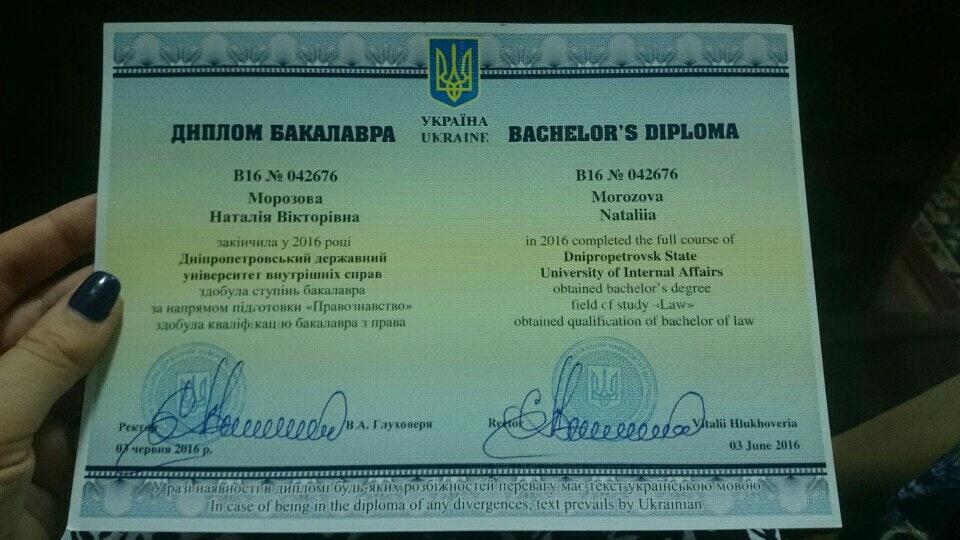 УКРАЇНА
UKRAINE
ДИПЛОМ БАКАЛАВРА
В16 № 042676
Морозова
Наталія Вікторівна
закінчила у 2016 році
Дніпропетровський державний
університет внутрішніх справ
здобула ступінь бакалавра
за напрямом підготовки «Правознавство»
здобула кваліфікацію бакалавра з права
Ректор
В.А. Глуховеря
03 червня 2016 р.
BACHELOR'S DIPLOMA
B16 № 042676
Morozova
Nataliia
in 2016 completed the full course of
Dnipropetrovsk State
University of Internal Affairs
obtained bachelor's degree
field of study «Law»
obtained qualification of bachelor of law
Rector
Vitalii Hlukhoveria
03 June 2016
У разі наявності в дипломі будь-яких розбіжностей перевагу має текст українською мовою
In case of being in the diploma of any divergences, text prevails by Ukrainian